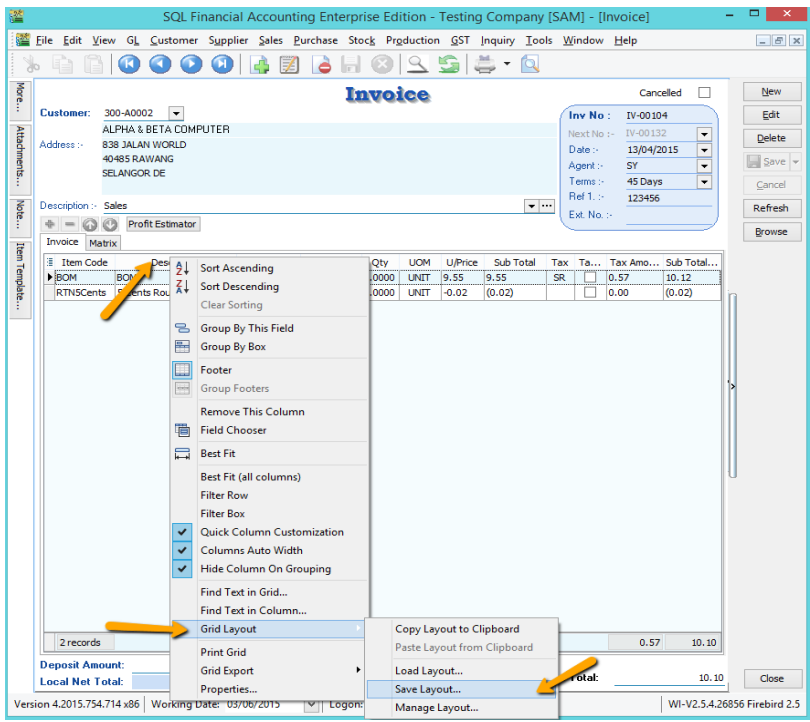 SQL Financial Accounting Enterprise Edition - Testing Company [SAM] - [Invoice]
File Edit View GL Customer Supplier Sales Purchase Stock Production GST Inquiry Tools Window Help
More...
Attachments...
Note...
Item Template...
Invoice
Cancelled
Customer: 300-A0002
ALPHA & BETA COMPUTER
Address :- 838 JALAN WORLD
40485 RAWANG
SELANGOR DE
Description :- Sales
Inv No : IV-00104
Next No :- IV-00132
Date :- 13/04/2015
Agent :- SY
Terms :- 45 Days
Ref 1. :- 123456
Ext. No. :-
New
Edit
Delete
Save
Cancel
Refresh
Browse
Profit Estimator
Invoice Matrix
Item Code Desc Qty UOM U/Price Sub Total Tax Ta... Tax Amo... Sub Total...
BOM BOM .0000 UNIT 9.55 9.55 SR 0.57 10.12
RTN5Cents 5 Cents Rou .0000 UNIT -0.02 (0.02) 0.00 (0.02)
Sort Ascending
Sort Descending
Clear Sorting
Group By This Field
Group By Box
Footer
Group Footers
Remove This Column
Field Chooser
Best Fit
Best Fit (all columns)
Filter Row
Filter Box
Quick Column Customization
Columns Auto Width
Hide Column On Grouping
Find Text in Grid...
Find Text in Column...
Grid Layout
Print Grid
Grid Export
Properties...
Copy Layout to Clipboard
Paste Layout from Clipboard
Load Layout...
Save Layout...
Manage Layout...
2 records 0.57 10.10
Deposit Amount:
Local Net Total: Total: 10.10
Close
Version 4.2015.754.714 x86 Working Date: 03/06/2015 Logon: WI-V2.5.4.26856 Firebird 2.5